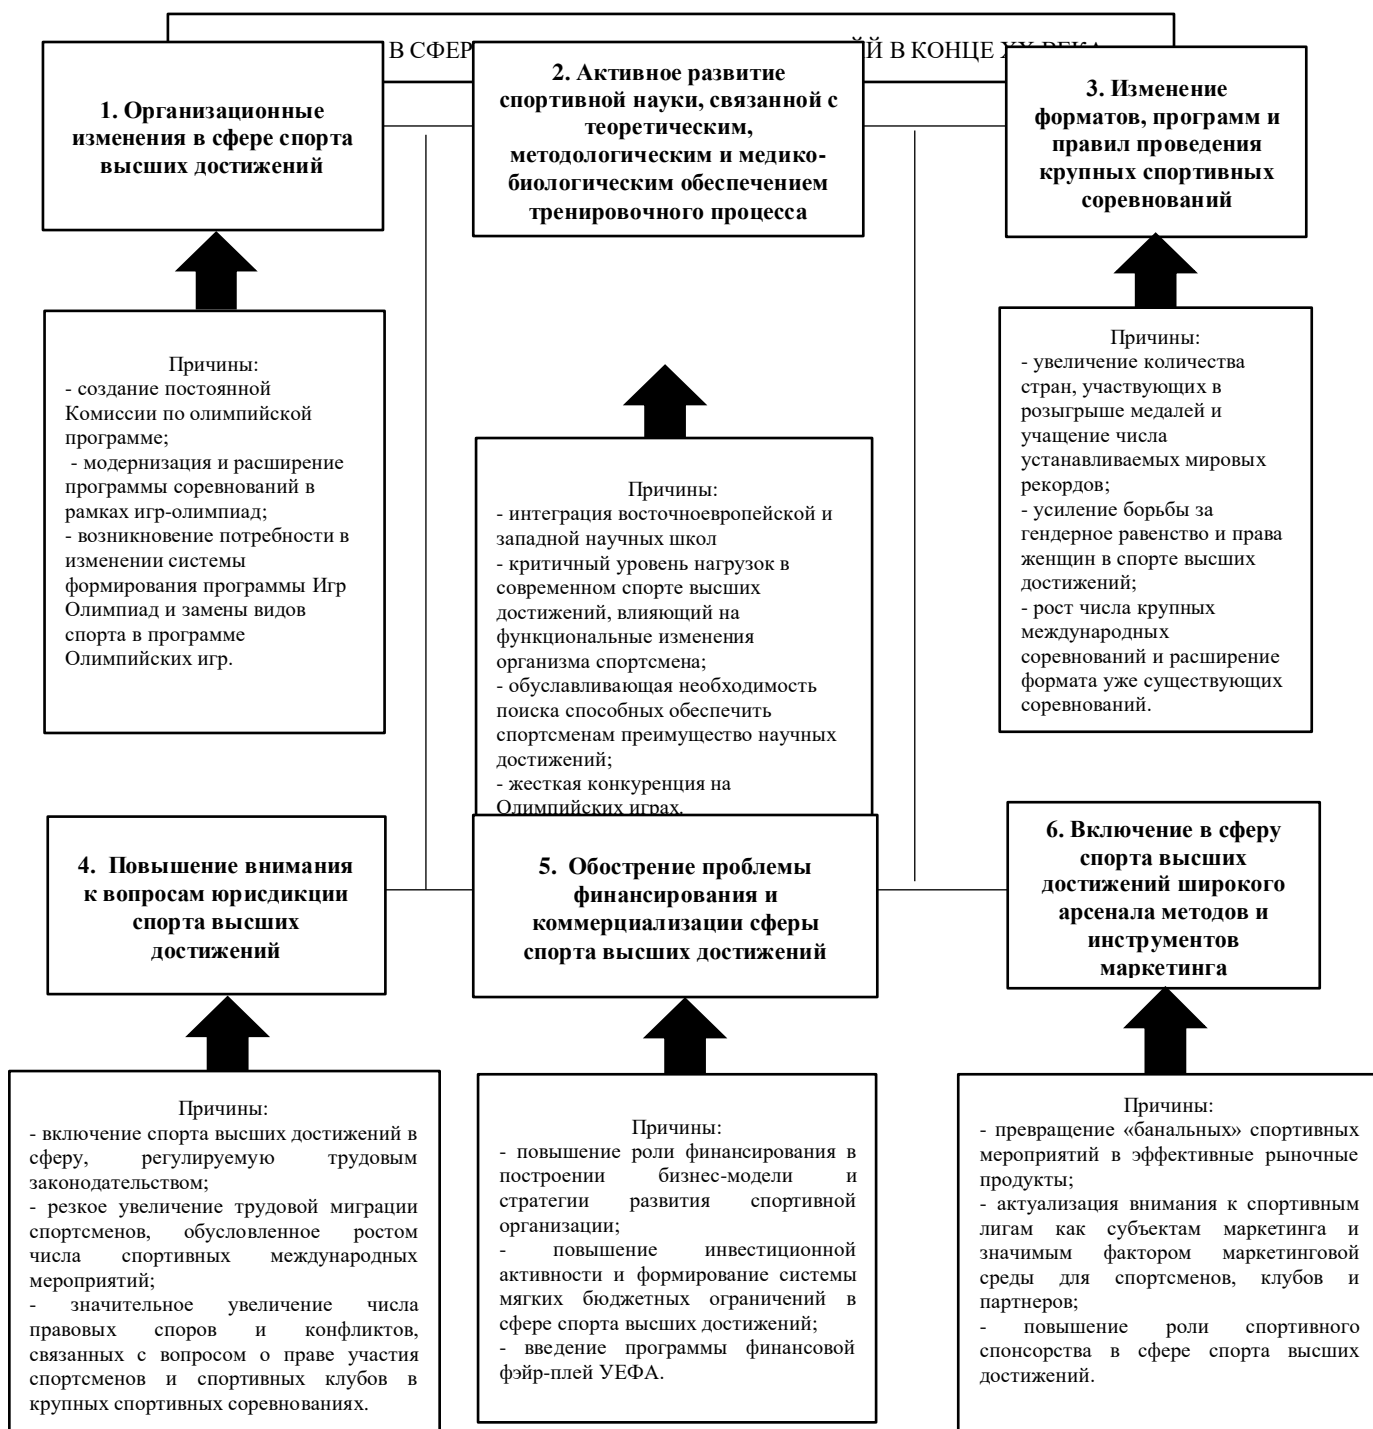 В СФЕР
Й В КОНЦЕ XX ВЕКА
1. Организационные
изменения в сфере спорта
высших достижений
2. Активное развитие
спортивной науки, связанной с
теоретическим,
методологическим и медико-
биологическим обеспечением
тренировочного процесса
3. Изменение
форматов, программ и
правил проведения
крупных спортивных
соревнований
Причины:
- создание постоянной
Комиссии по олимпийской
программе;
- модернизация и расширение
программы соревнований в
рамках игр-олимпиад;
- возникновение потребности в
изменении системы
формирования программы Игр
Олимпиад и замены видов
спорта в программе
Олимпийских игр.
Причины:
- интеграция восточноевропейской и
западной научных школ
- критичный уровень нагрузок в
современном спорте высших
достижений, влияющий на
функциональные изменения
организма спортсмена;
- обуславливающая необходимость
поиска способных обеспечить
спортсменам преимущество научных
достижений;
- жесткая конкуренция на
Олимпийских играх.
Причины:
- увеличение количества
стран, участвующих в
розыгрыше медалей и
учащение числа
устанавливаемых мировых
рекордов;
- усиление борьбы за
гендерное равенство и права
женщин в спорте высших
достижений;
- рост числа крупных
международных
соревнований и расширение
формата уже существующих
соревнований.
4. Повышение внимания
к вопросам юрисдикции
спорта высших
достижений
5. Обострение проблемы
финансирования и
коммерциализации сферы
спорта высших достижений
6. Включение в сферу
спорта высших
достижений широкого
арсенала методов и
инструментов
маркетинга
Причины:
- включение спорта высших достижений в
сферу, регулируемую трудовым
законодательством;
- резкое увеличение трудовой миграции
спортсменов, обусловленное ростом
числа спортивных международных
мероприятий;
- значительное увеличение числа
правовых споров и конфликтов,
связанных с вопросом о праве участия
спортсменов и спортивных клубов в
крупных спортивных соревнованиях.
Причины:
- повышение роли финансирования в
построении бизнес-модели и
стратегии развития спортивной
организации;
- повышение инвестиционной
активности и формирование системы
мягких бюджетных ограничений в
сфере спорта высших достижений;
- введение программы финансовой
фэйр-плей УЕФА.
Причины:
- превращение «банальных» спортивных
мероприятий в эффективные рыночные
продукты;
- актуализация внимания к спортивным
лигам как субъектам маркетинга и
значимым фактором маркетинговой
среды для спортсменов, клубов и
партнеров;
- повышение роли спортивного
спонсорства в сфере спорта высших
достижений.